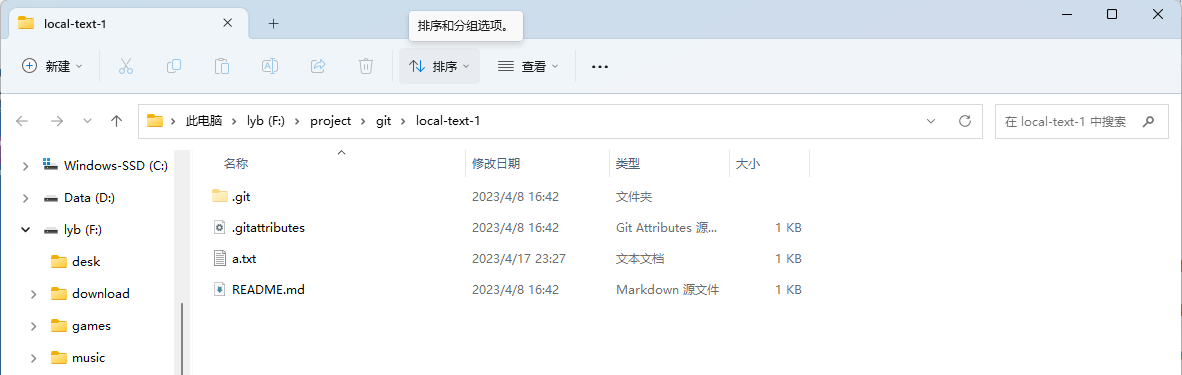 local-text-1
排序和分组选项。
新建 排序 查看
此电脑 lyb (F:) project git local-text-1 在 local-text-1 中搜索
名称 修改日期 类型 大小
Windows-SSD (C:)
Data (D:)
lyb (F:)
desk
download
games
music
.git 2023/4/8 16:42 文件夹
.gitattributes 2023/4/8 16:42 Git Attributes 源... 1 KB
a.txt 2023/4/17 23:27 文本文档 1 KB
README.md 2023/4/8 16:42 Markdown 源文件 1 KB